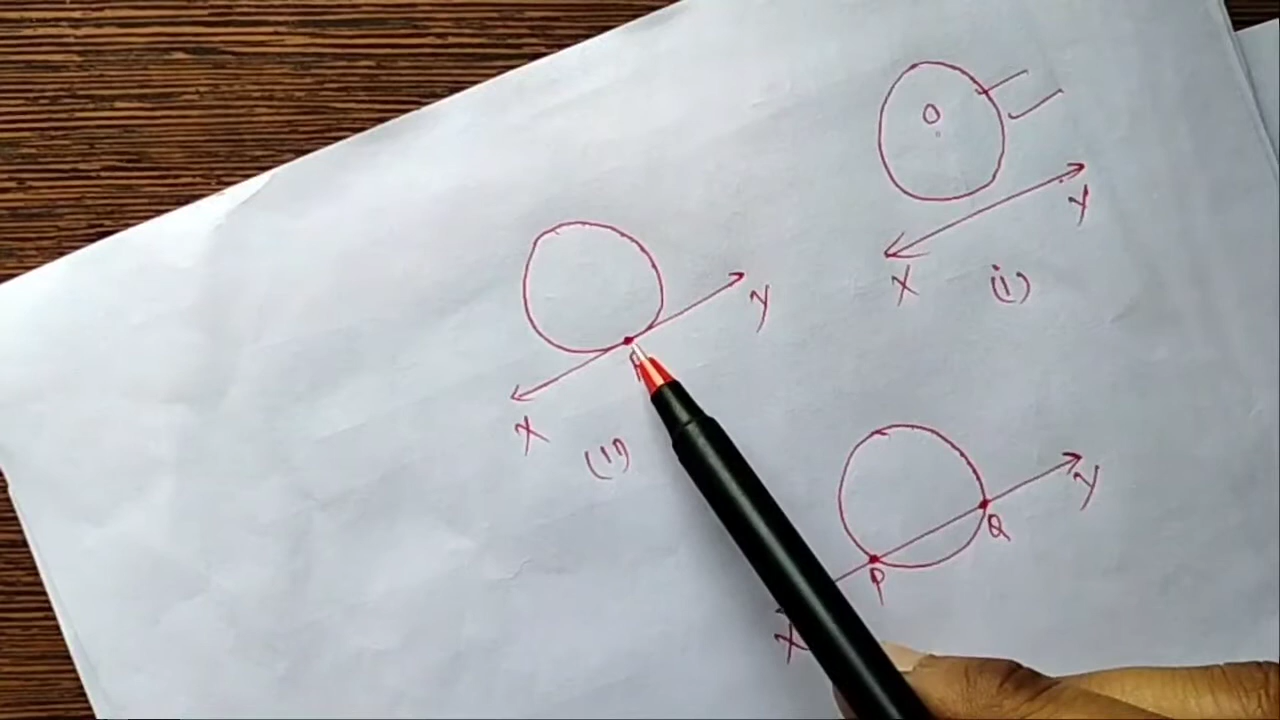 O
X Y
(i)
X Y
(ii)
P Q
X Y